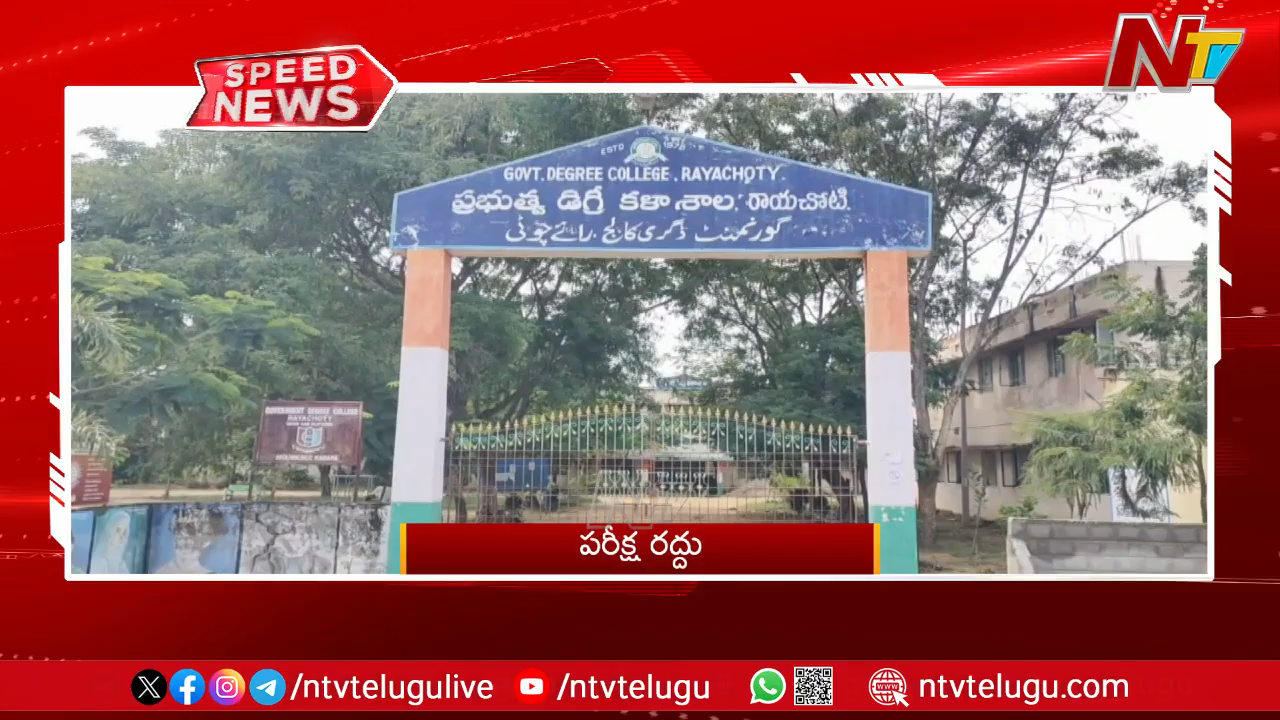 SPEED
NEWS
NTV
ESTD
GOVT. DEGREE COLLEGE, RAYACHOTY.
ప్రభుత్వ డిగ్రీ కళాశాల, రాయచోటి.
گورنمنٹ ڈگری کالج، رائے چوٹی
GOVERNMENT DEGREE COLLEGE
RAYACHOTY
పరీక్ష రద్దు
/ntvtelugulive
/ntvtelugu
WWW
ntvtelugu.com